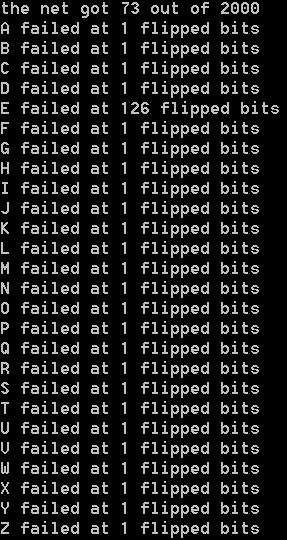 the net got 73 out of 2000
A failed at 1 flipped bits
B failed at 1 flipped bits
C failed at 1 flipped bits
D failed at 1 flipped bits
E failed at 126 flipped bits
F failed at 1 flipped bits
G failed at 1 flipped bits
H failed at 1 flipped bits
I failed at 1 flipped bits
J failed at 1 flipped bits
K failed at 1 flipped bits
L failed at 1 flipped bits
M failed at 1 flipped bits
N failed at 1 flipped bits
O failed at 1 flipped bits
P failed at 1 flipped bits
Q failed at 1 flipped bits
R failed at 1 flipped bits
S failed at 1 flipped bits
T failed at 1 flipped bits
U failed at 1 flipped bits
V failed at 1 flipped bits
W failed at 1 flipped bits
X failed at 1 flipped bits
Y failed at 1 flipped bits
Z failed at 1 flipped bits